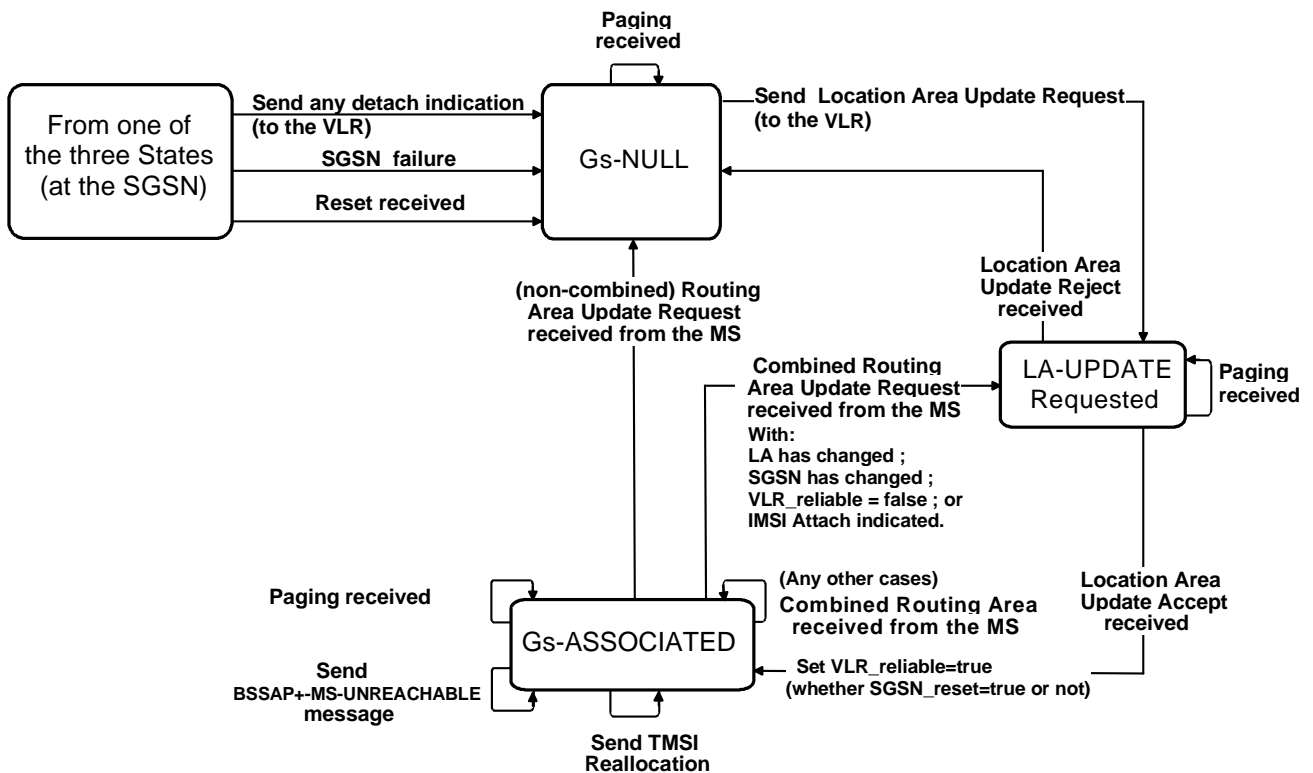 Paging
received
From one of
the three States
(at the SGSN)
Send any detach indication
(to the VLR)
SGSN failure
Reset received
Gs-NULL
Send Location Area Update Request
(to the VLR)
Location Area
Update Reject
received
(non-combined) Routing
Area Update Request
received from the MS
Combined Routing
Area Update Request
received from the MS
With:
LA has changed ;
SGSN has changed ;
VLR_reliable = false ; or
IMSI Attach indicated.
LA-UPDATE
Requested
Paging
received
Paging received
Gs-ASSOCIATED
(Any other cases)
Combined Routing Area
received from the MS
Location Area
Update Accept
received
Set VLR_reliable=true
(whether SGSN_reset=true or not)
Send
BSSAP+-MS-UNREACHABLE
message
Send TMSI
Reallocation